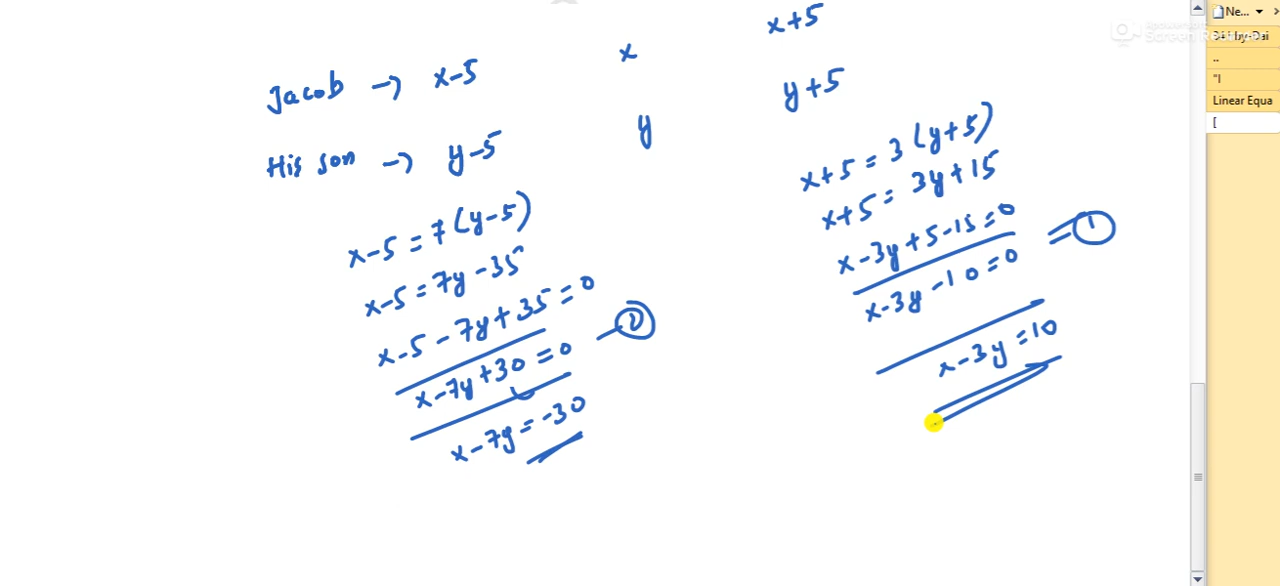 x+5
x
Jacob → x-5
y+5
y
His son → y-5
x+5 = 3(y+5)
x+5 = 3y+15
x-3y+5-15=0
x-3y-10=0
x-3y=10
1
x-5=7(y-5)
x-5=7y-35
x-5-7y+35=0
x-7y+30=0
x-7y=-30
Ne...
..
"I
Linear Equa
[